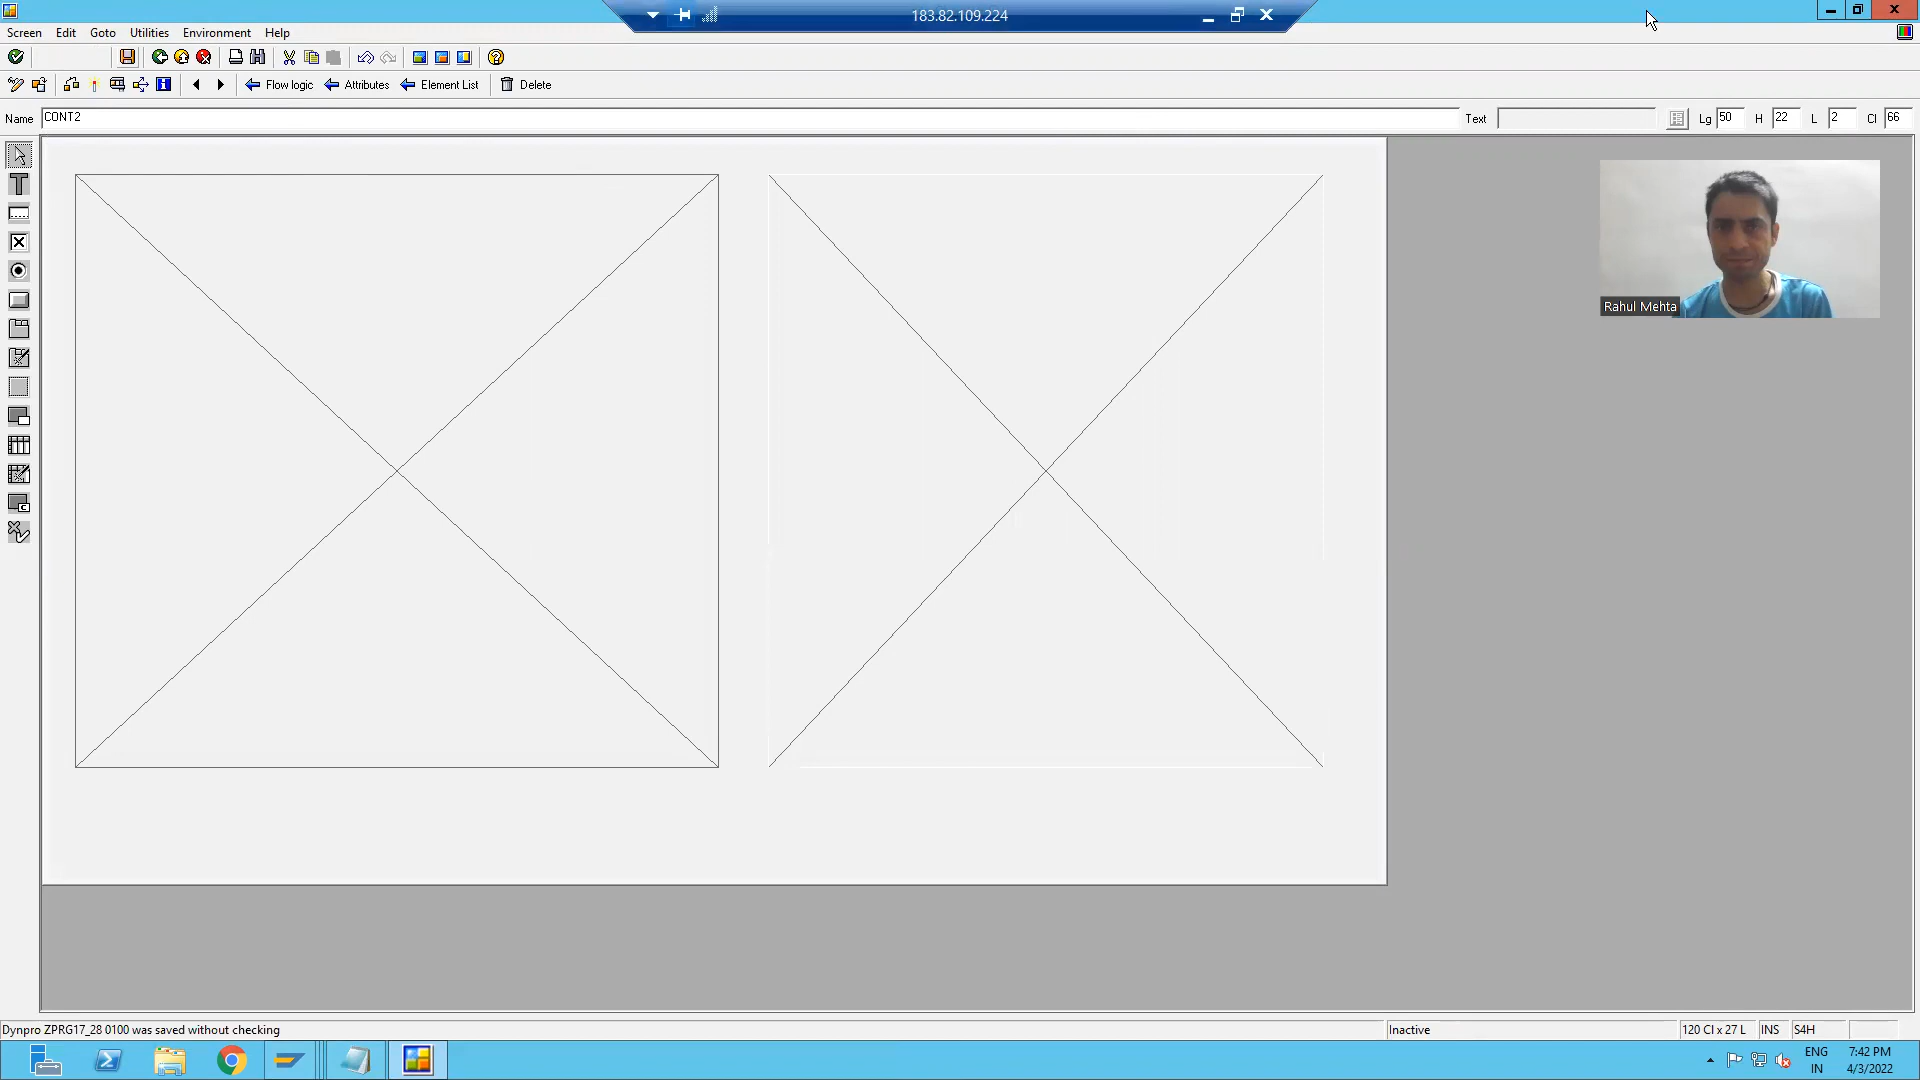 183.82.109.224
Screen Edit Goto Utilities Environment Help
Flow logic Attributes Element List Delete
Name CONT2 Text Lg 50 H 22 L 2 Cl 66
T
Rahul Mehta
C
Dynpro ZPRG17_28 0100 was saved without checking Inactive 120 Cl x 27 L INS S4H
ENG 7:42 PM
IN 4/3/2022